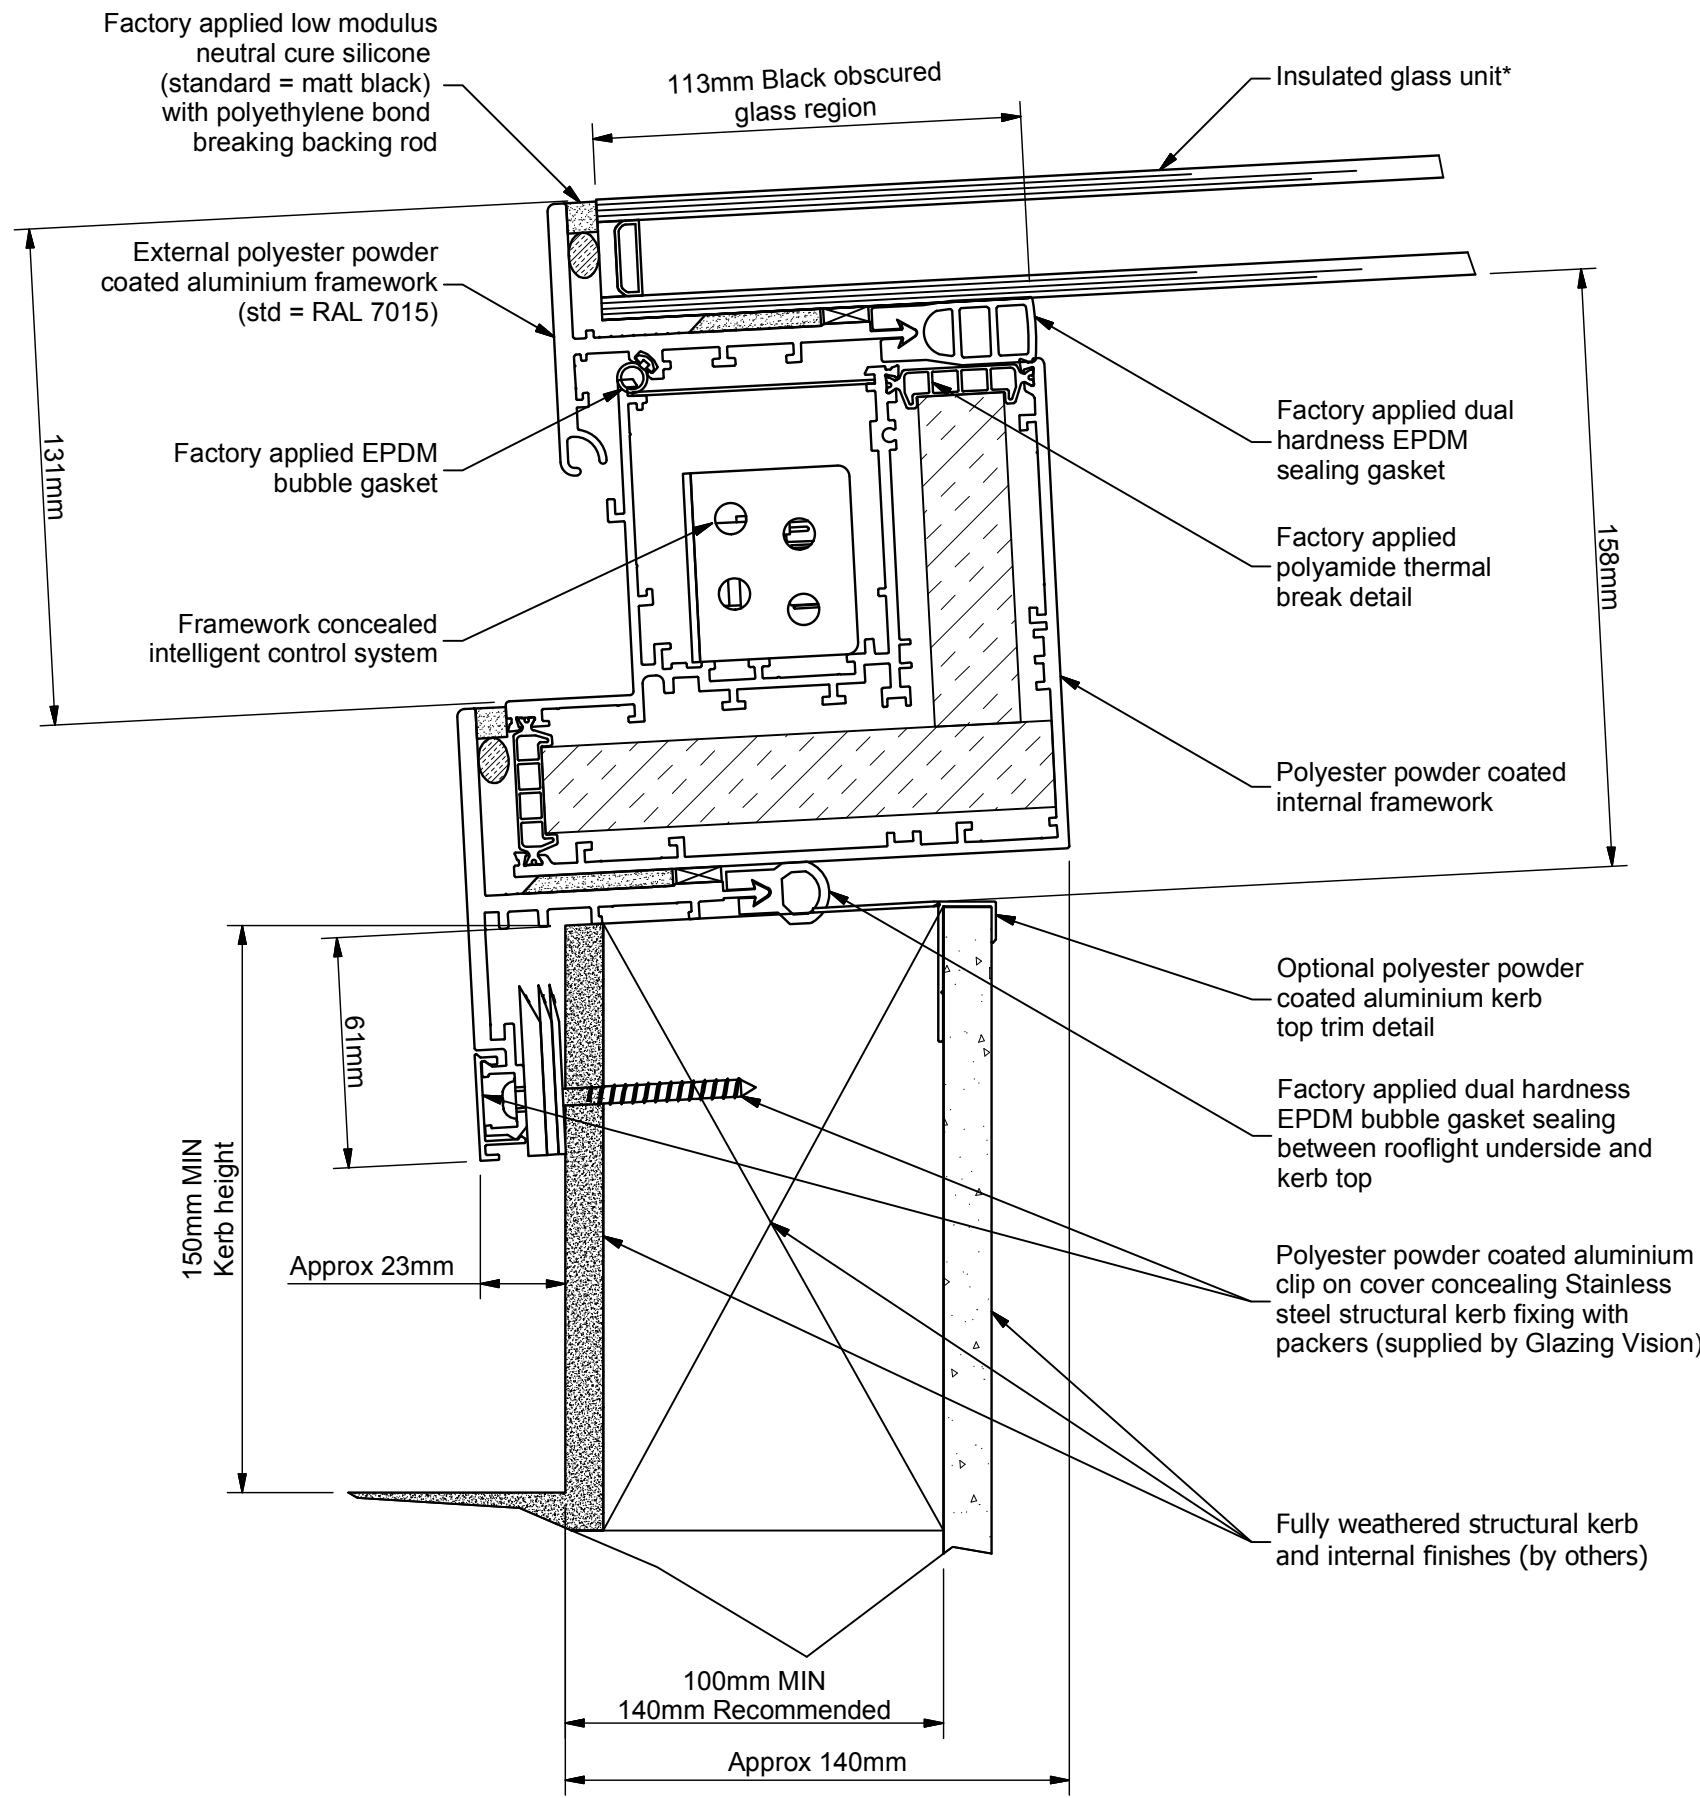 Factory applied low modulus
neutral cure silicone
(standard = matt black)
with polyethylene bond
breaking backing rod
113mm Black obscured
glass region
Insulated glass unit*
External polyester powder
coated aluminium framework
(std = RAL 7015)
131mm
Factory applied EPDM
bubble gasket
Framework concealed
intelligent control system
Factory applied dual
hardness EPDM
sealing gasket
Factory applied
polyamide thermal
break detail
158mm
Polyester powder coated
internal framework
Optional polyester powder
coated aluminium kerb
top trim detail
61mm
150mm MIN
Kerb height
Approx 23mm
Factory applied dual hardness
EPDM bubble gasket sealing
between rooflight underside and
kerb top
Polyester powder coated aluminium
clip on cover concealing Stainless
steel structural kerb fixing with
packers (supplied by Glazing Vision)
Fully weathered structural kerb
and internal finishes (by others)
100mm MIN
140mm Recommended
Approx 140mm